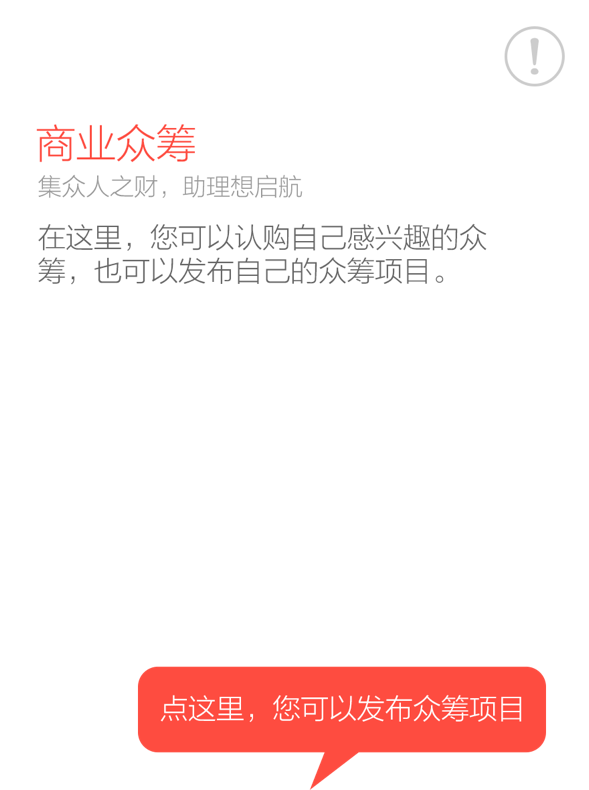 !
商业众筹
集众人之财，助理想启航
在这里，您可以认购自己感兴趣的众
筹，也可以发布自己的众筹项目。
点这里，您可以发布众筹项目